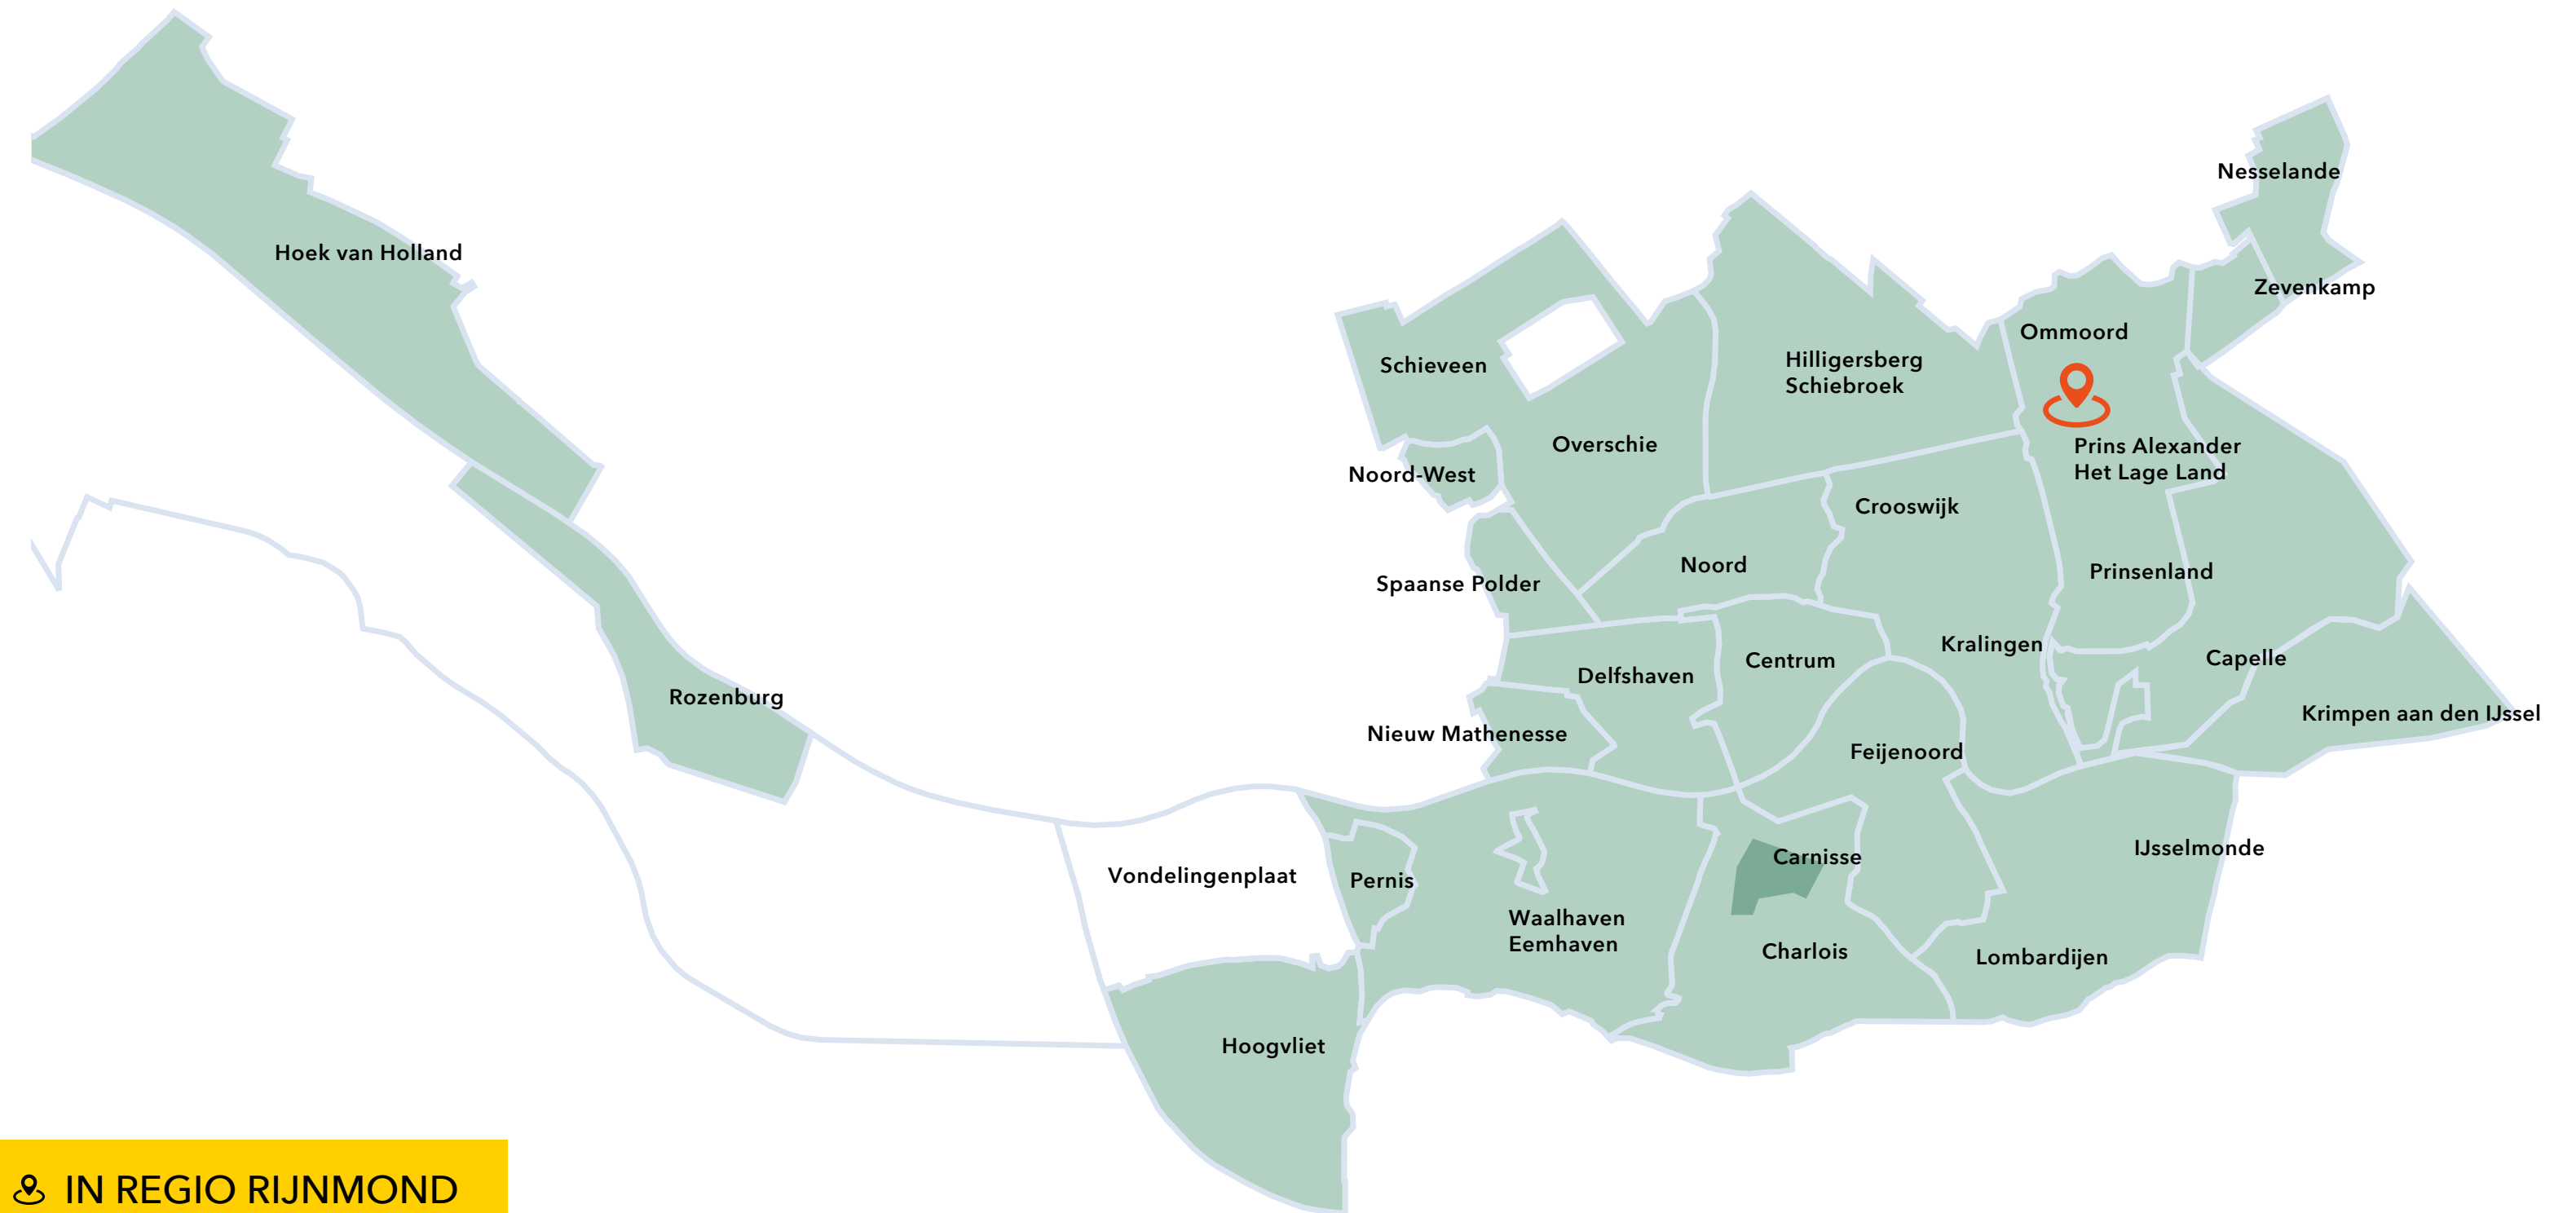 Nesselande
Hoek van Holland
Zevenkamp
Ommoord
Hilligersberg
Schiebroek
Schieveen
Overschie
Prins Alexander
Het Lage Land
Noord-West
Crooswijk
Noord
Prinsenland
Spaanse Polder
Kralingen
Capelle
Centrum
Delfshaven
Rozenburg
Krimpen aan den IJssel
Nieuw Mathenesse
Feijenoord
IJsselmonde
Carnisse
Vondelingenplaat
Pernis
Waalhaven
Eemhaven
Charlois
Lombardijen
Hoogvliet
IN REGIO RIJNMOND